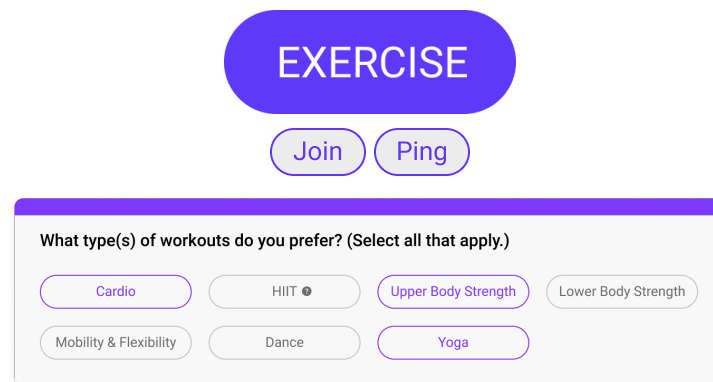 EXERCISE
Join Ping
What type(s) of workouts do you prefer? (Select all that apply.)
Cardio HIIT ? Upper Body Strength Lower Body Strength
Mobility & Flexibility Dance Yoga